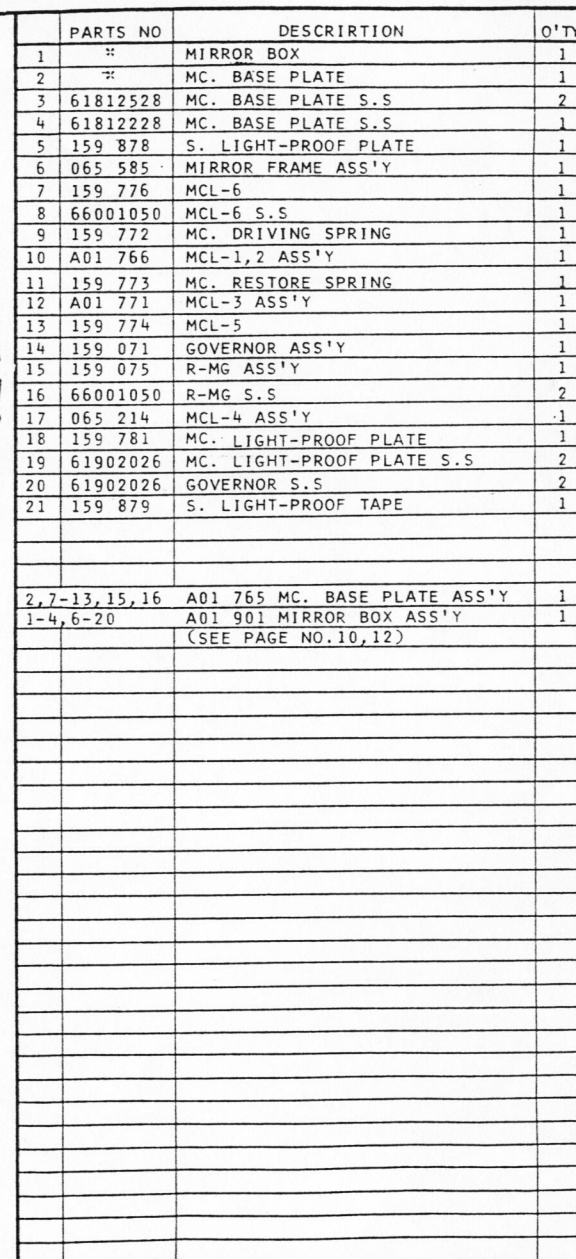 PARTS NO DESCRIRTION Q'TY
1 ※ MIRROR BOX 1
2 ※ MC. BASE PLATE 1
3 61812528 MC. BASE PLATE S.S 2
4 61812228 MC. BASE PLATE S.S 1
5 159 878 S. LIGHT-PROOF PLATE 1
6 065 585 MIRROR FRAME ASS'Y 1
7 159 776 MCL-6 1
8 66001050 MCL-6 S.S 1
9 159 772 MC. DRIVING SPRING 1
10 A01 766 MCL-1,2 ASS'Y 1
11 159 773 MC. RESTORE SPRING 1
12 A01 771 MCL-3 ASS'Y 1
13 159 774 MCL-5 1
14 159 071 GOVERNOR ASS'Y 1
15 159 075 R-MG ASS'Y 1
16 66001050 R-MG S.S 2
17 065 214 MCL-4 ASS'Y 1
18 159 781 MC. LIGHT-PROOF PLATE 1
19 61902026 MC. LIGHT-PROOF PLATE S.S 2
20 61902026 GOVERNOR S.S 2
21 159 879 S. LIGHT-PROOF TAPE 1
2,7-13,15,16 A01 765 MC. BASE PLATE ASS'Y 1
1-4,6-20 A01 901 MIRROR BOX ASS'Y 1
(SEE PAGE NO.10,12)